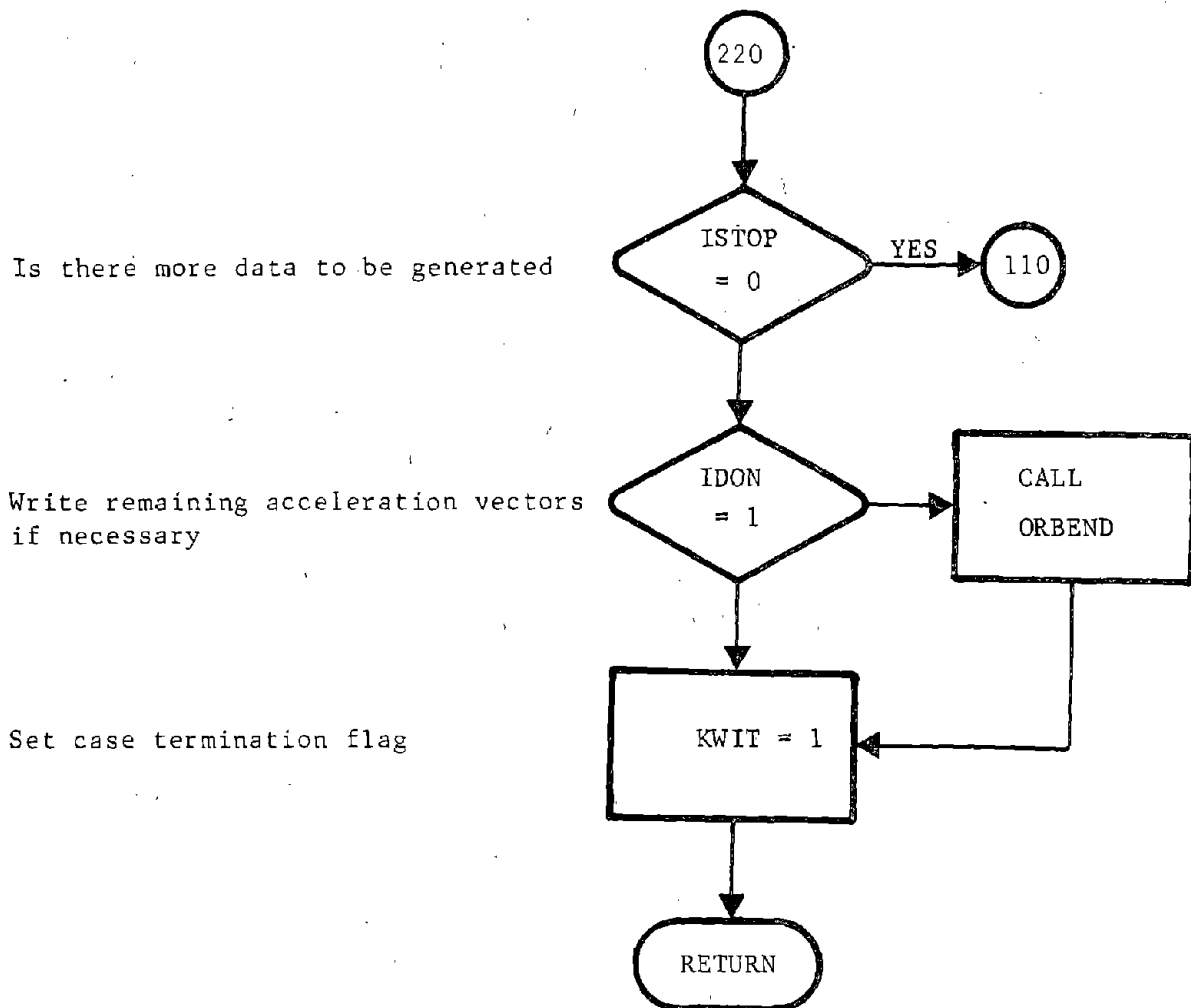 220
Is there more data to be generated
ISTOP
= 0
YES
110
Write remaining acceleration vectors
if necessary
IDON
= 1
CALL
ORBEND
Set case termination flag
KWIT = 1
RETURN